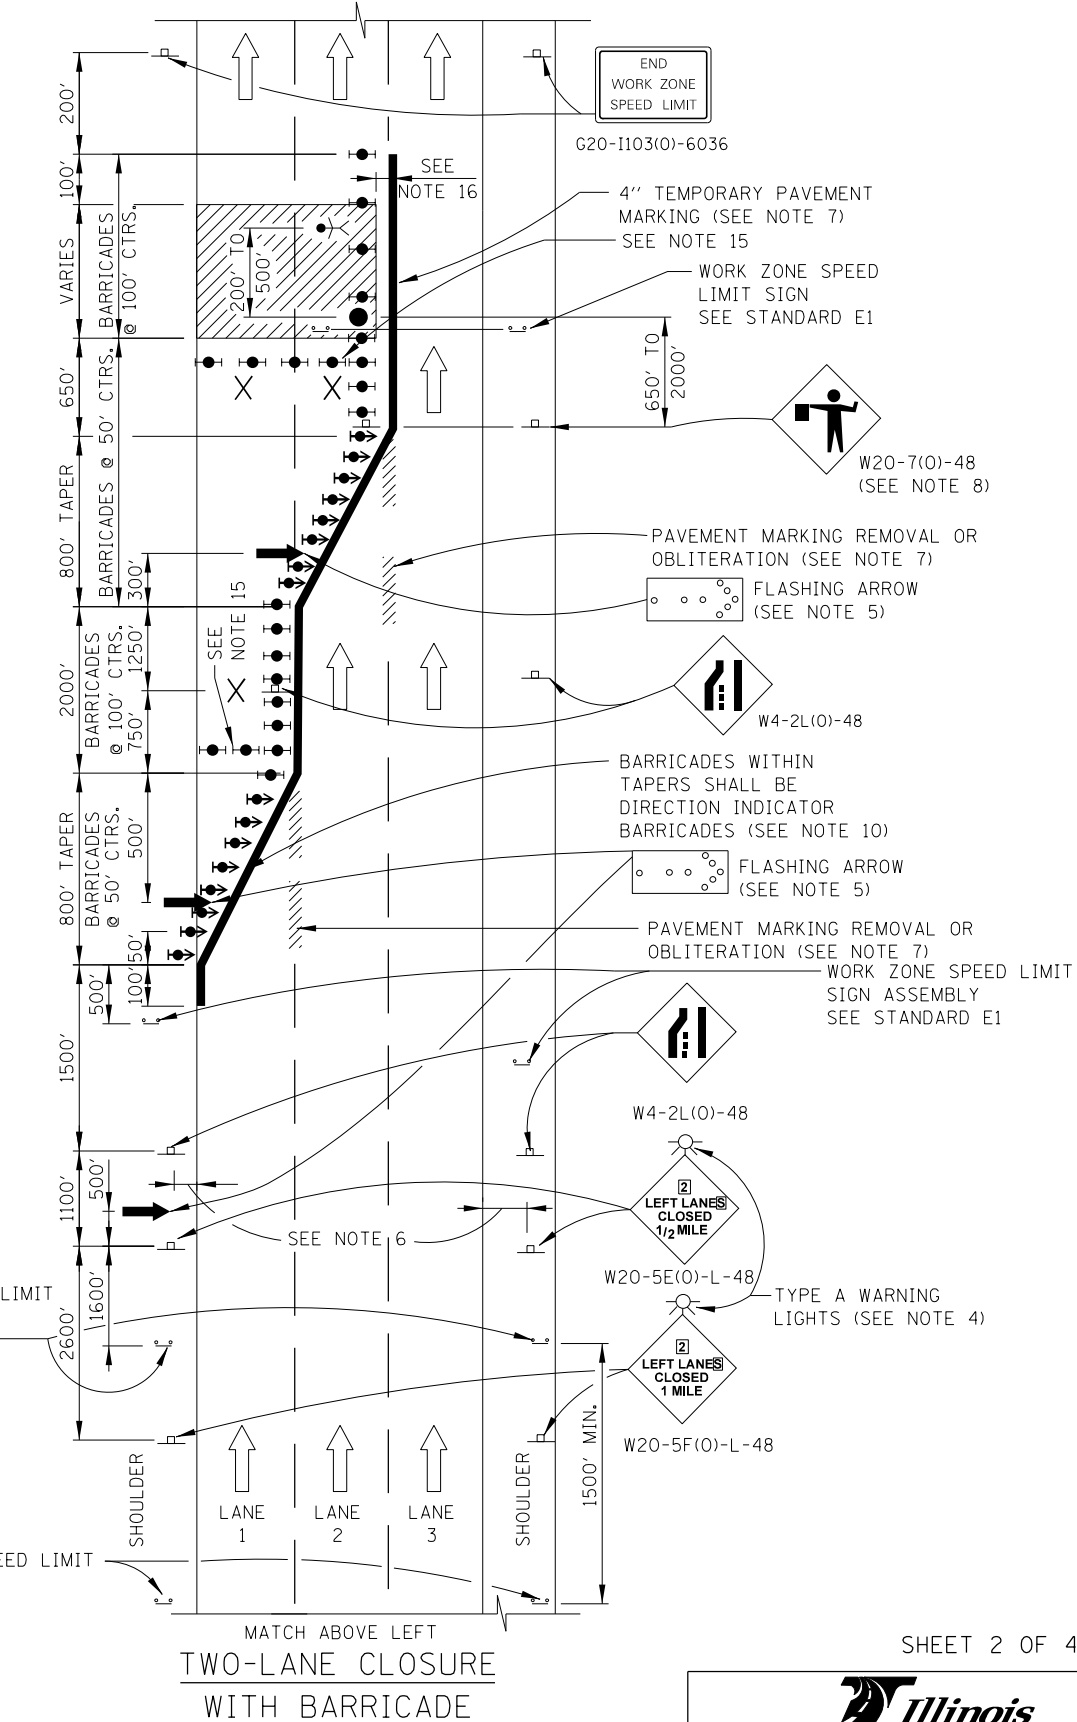 END
WORK ZONE
SPEED LIMIT
G20-I103(O)-6036
200'
100'
VARIES
BARRICADES
@ 100' CTRS.
SEE
NOTE 16
4'' TEMPORARY PAVEMENT
MARKING (SEE NOTE 7)
SEE NOTE 15
WORK ZONE SPEED
LIMIT SIGN
SEE STANDARD E1
200' TO
500'
650'
BARRICADES @ 50' CTRS.
650' TO
2000'
W20-7(O)-48
(SEE NOTE 8)
800' TAPER
300'
PAVEMENT MARKING REMOVAL OR
OBLITERATION (SEE NOTE 7)
FLASHING ARROW
(SEE NOTE 5)
SEE
NOTE 15
2000'
BARRICADES
@ 100' CTRS.
1250'
750'
W4-2L(O)-48
BARRICADES WITHIN
TAPERS SHALL BE
DIRECTION INDICATOR
BARRICADES (SEE NOTE 10)
800' TAPER
BARRICADES
@ 50' CTRS.
500'
50'
100'
FLASHING ARROW
(SEE NOTE 5)
PAVEMENT MARKING REMOVAL OR
OBLITERATION (SEE NOTE 7)
WORK ZONE SPEED LIMIT
SIGN ASSEMBLY
SEE STANDARD E1
500'
1500'
W4-2L(O)-48
1100'
500'
2
LEFT LANES
CLOSED
1/2 MILE
SEE NOTE 6
W20-5E(O)-L-48
LIMIT
TYPE A WARNING
LIGHTS (SEE NOTE 4)
2600'
1600'
2
LEFT LANES
CLOSED
1 MILE
W20-5F(O)-L-48
1500' MIN.
SHOULDER
LANE
1
LANE
2
LANE
3
SHOULDER
EED LIMIT
MATCH ABOVE LEFT
TWO-LANE CLOSURE
WITH BARRICADE
SHEET 2 OF 4
Illinois